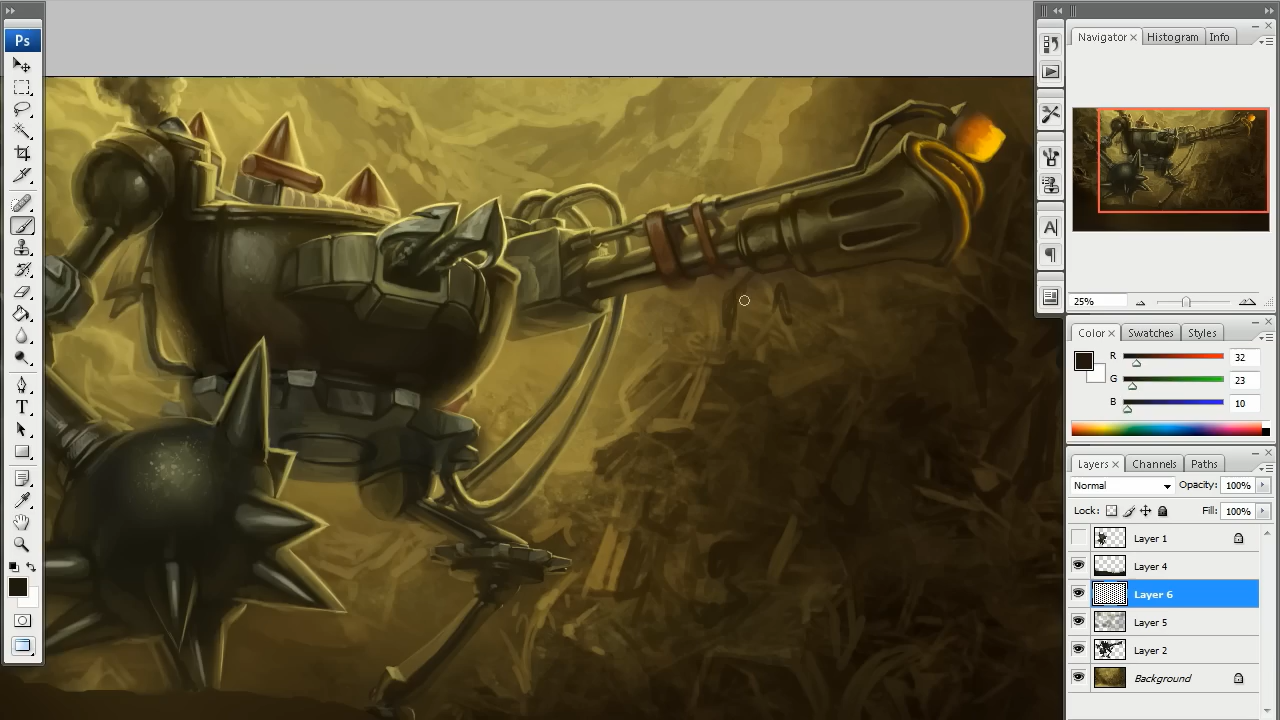 Ps
Navigator × Histogram Info
25%
Color × Swatches Styles
R 32
G 23
B 10
Layers × Channels Paths
Normal Opacity: 100%
Lock: Fill: 100%
Layer 1
Layer 4
Layer 6
Layer 5
Layer 2
Background